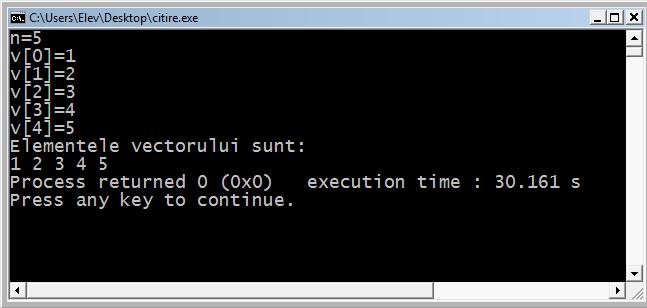 C:\Users\Elev\Desktop\citire.exe
n=5
v[0]=1
v[1]=2
v[2]=3
v[3]=4
v[4]=5
Elementele vectorului sunt:
1 2 3 4 5
Process returned 0 (0x0)   execution time : 30.161 s
Press any key to continue.